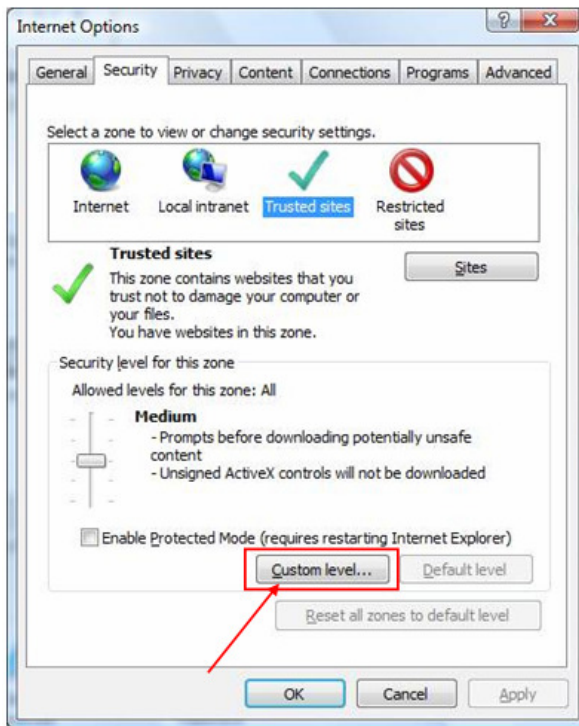 Internet Options
General Security Privacy Content Connections Programs Advanced
Select a zone to view or change security settings.
Internet Local intranet Trusted sites Restricted sites
Trusted sites
Sites
This zone contains websites that you
trust not to damage your computer or
your files.
You have websites in this zone.
Security level for this zone
Allowed levels for this zone: All
Medium
- Prompts before downloading potentially unsafe
content
- Unsigned ActiveX controls will not be downloaded
Enable Protected Mode (requires restarting Internet Explorer)
Custom level... Default level
Reset all zones to default level
OK Cancel Apply